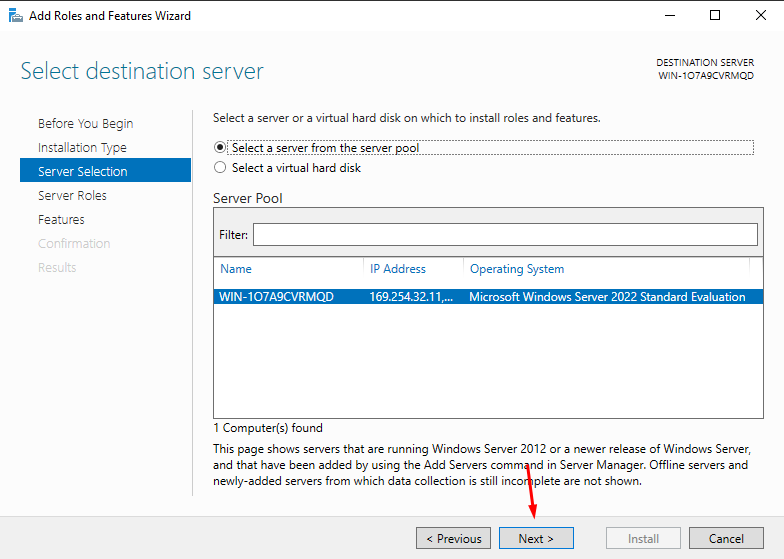 Add Roles and Features Wizard
Select destination server
DESTINATION SERVER
WIN-1O7A9CVRMQD
Before You Begin
Installation Type
Server Selection
Server Roles
Features
Confirmation
Results
Select a server or a virtual hard disk on which to install roles and features.
Select a server from the server pool
Select a virtual hard disk
Server Pool
Filter:
Name IP Address Operating System
WIN-1O7A9CVRMQD 169.254.32.11,... Microsoft Windows Server 2022 Standard Evaluation
1 Computer(s) found
This page shows servers that are running Windows Server 2012 or a newer release of Windows Server,
and that have been added by using the Add Servers command in Server Manager. Offline servers and
newly-added servers from which data collection is still incomplete are not shown.
< Previous Next > Install Cancel